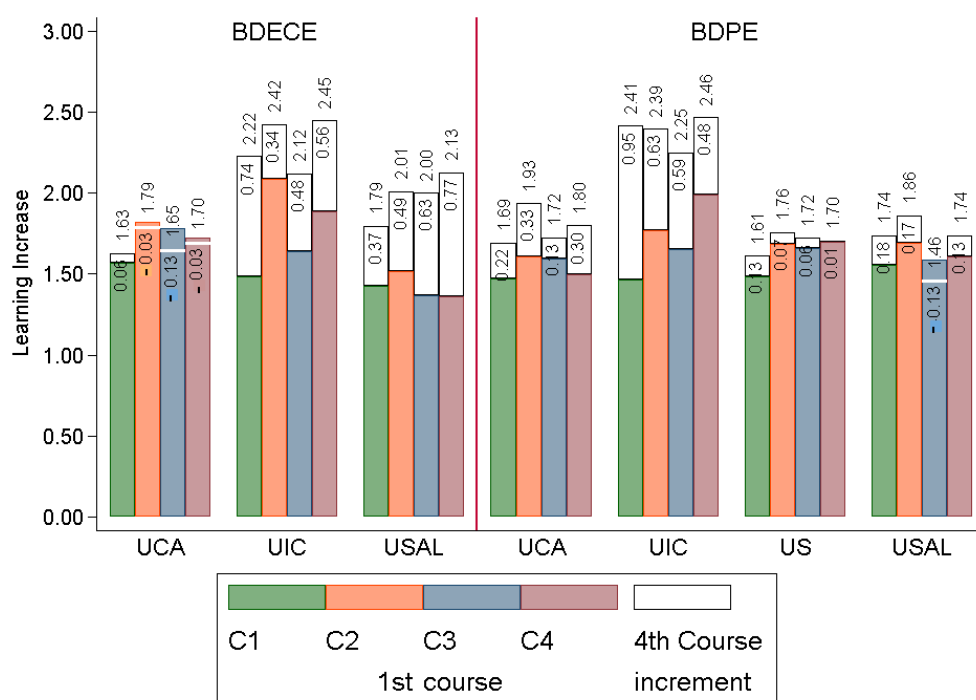 BDECE BDPE
3.00
2.50
2.00
1.50
1.00
0.50
0.00
Learning Increase
1.63 1.79 1.65 1.70
0.06 - 0.03 - 0.13 - 0.03
2.22 2.42 2.12 2.45
0.74 0.34 0.48 0.56
1.79 2.01 2.00 2.13
0.37 0.49 0.63 0.77
1.69 1.93 1.72 1.80
0.22 0.33 0.13 0.30
2.41 2.39 2.25 2.46
0.95 0.63 0.59 0.48
1.61 1.76 1.72 1.70
0.13 0.07 0.06 0.01
1.74 1.86 1.46 1.74
0.18 0.17 - 0.13 0.13
UCA UIC USAL UCA UIC US USAL
C1 C2 C3 C4 4th Course
1st course increment